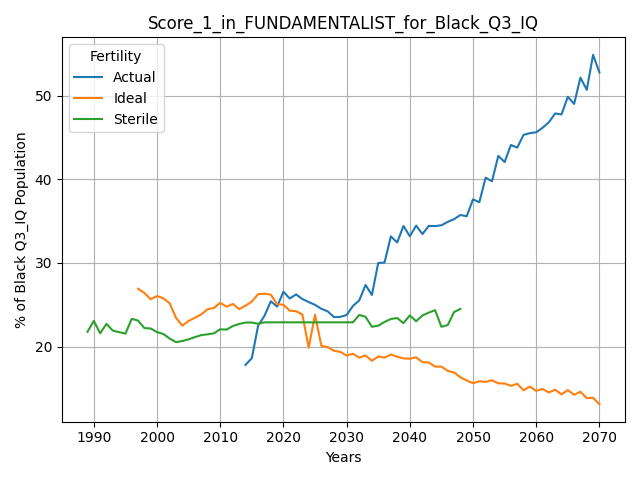 Score_1_in_FUNDAMENTALIST_for_Black_Q3_IQ
Fertility
Actual
Ideal
Sterile
% of Black Q3_IQ Population
50
40
30
20
1990 2000 2010 2020 2030 2040 2050 2060 2070
Years